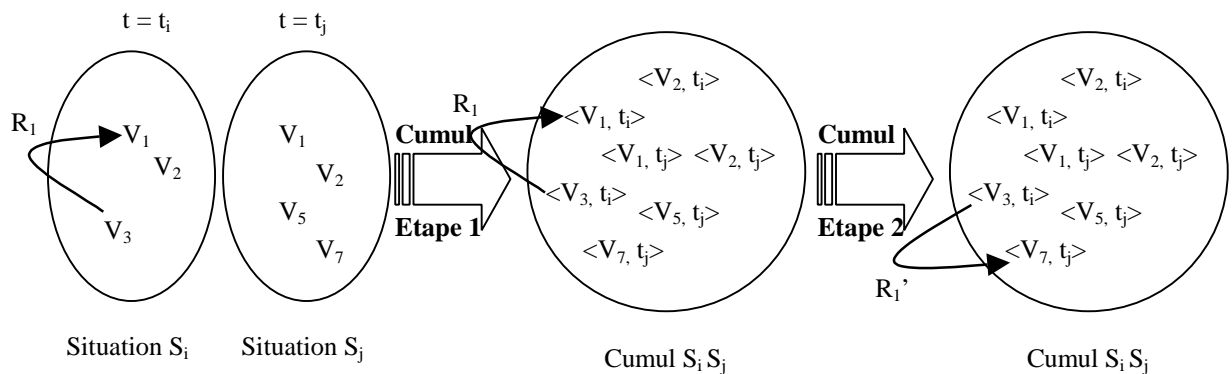 t = tᵢ
t = tⱼ
R₁
V₁
V₂
V₃
Situation Sᵢ
V₁
V₂
V₅
V₇
Situation Sⱼ
Cumul
Etape 1
R₁
<V₂, tᵢ>
<V₁, tᵢ>
<V₁, tⱼ> <V₂, tⱼ>
<V₃, tᵢ>
<V₅, tⱼ>
<V₇, tⱼ>
Cumul Sᵢ Sⱼ
Cumul
Etape 2
<V₂, tᵢ>
<V₁, tᵢ>
<V₁, tⱼ> <V₂, tⱼ>
<V₃, tᵢ>
<V₅, tⱼ>
<V₇, tⱼ>
R₁’
Cumul Sᵢ Sⱼ